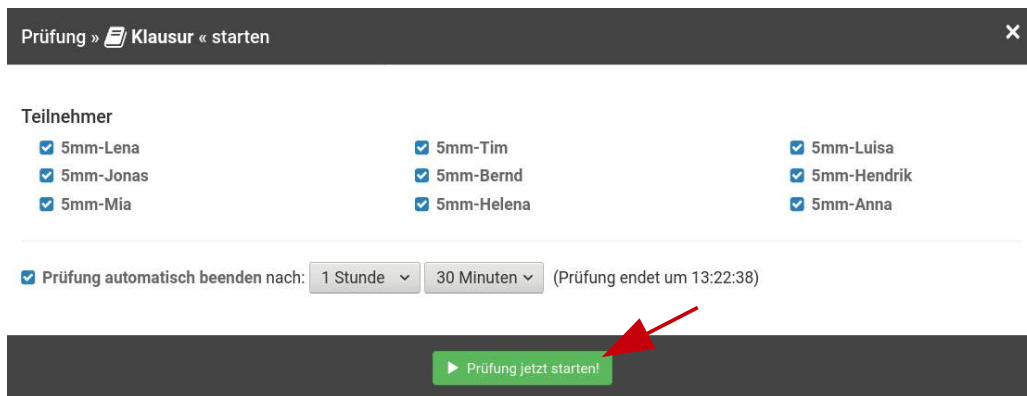 Prüfung » Klausur « starten
Teilnehmer
5mm-Lena 5mm-Tim 5mm-Luisa
5mm-Jonas 5mm-Bernd 5mm-Hendrik
5mm-Mia 5mm-Helena 5mm-Anna
Prüfung automatisch beenden nach: 1 Stunde 30 Minuten (Prüfung endet um 13:22:38)
Prüfung jetzt starten!